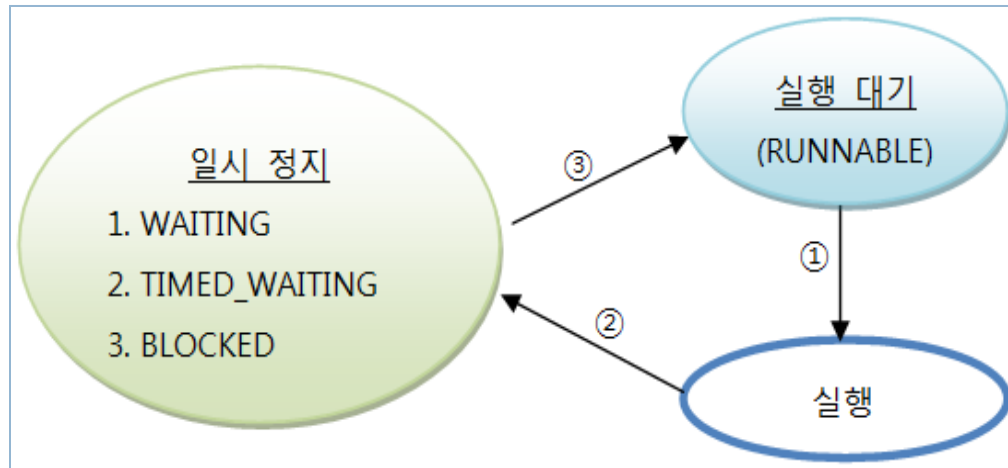 일시 정지
1. WAITING
2. TIMED_WAITING
3. BLOCKED
③
②
실행 대기
(RUNNABLE)
①
실행